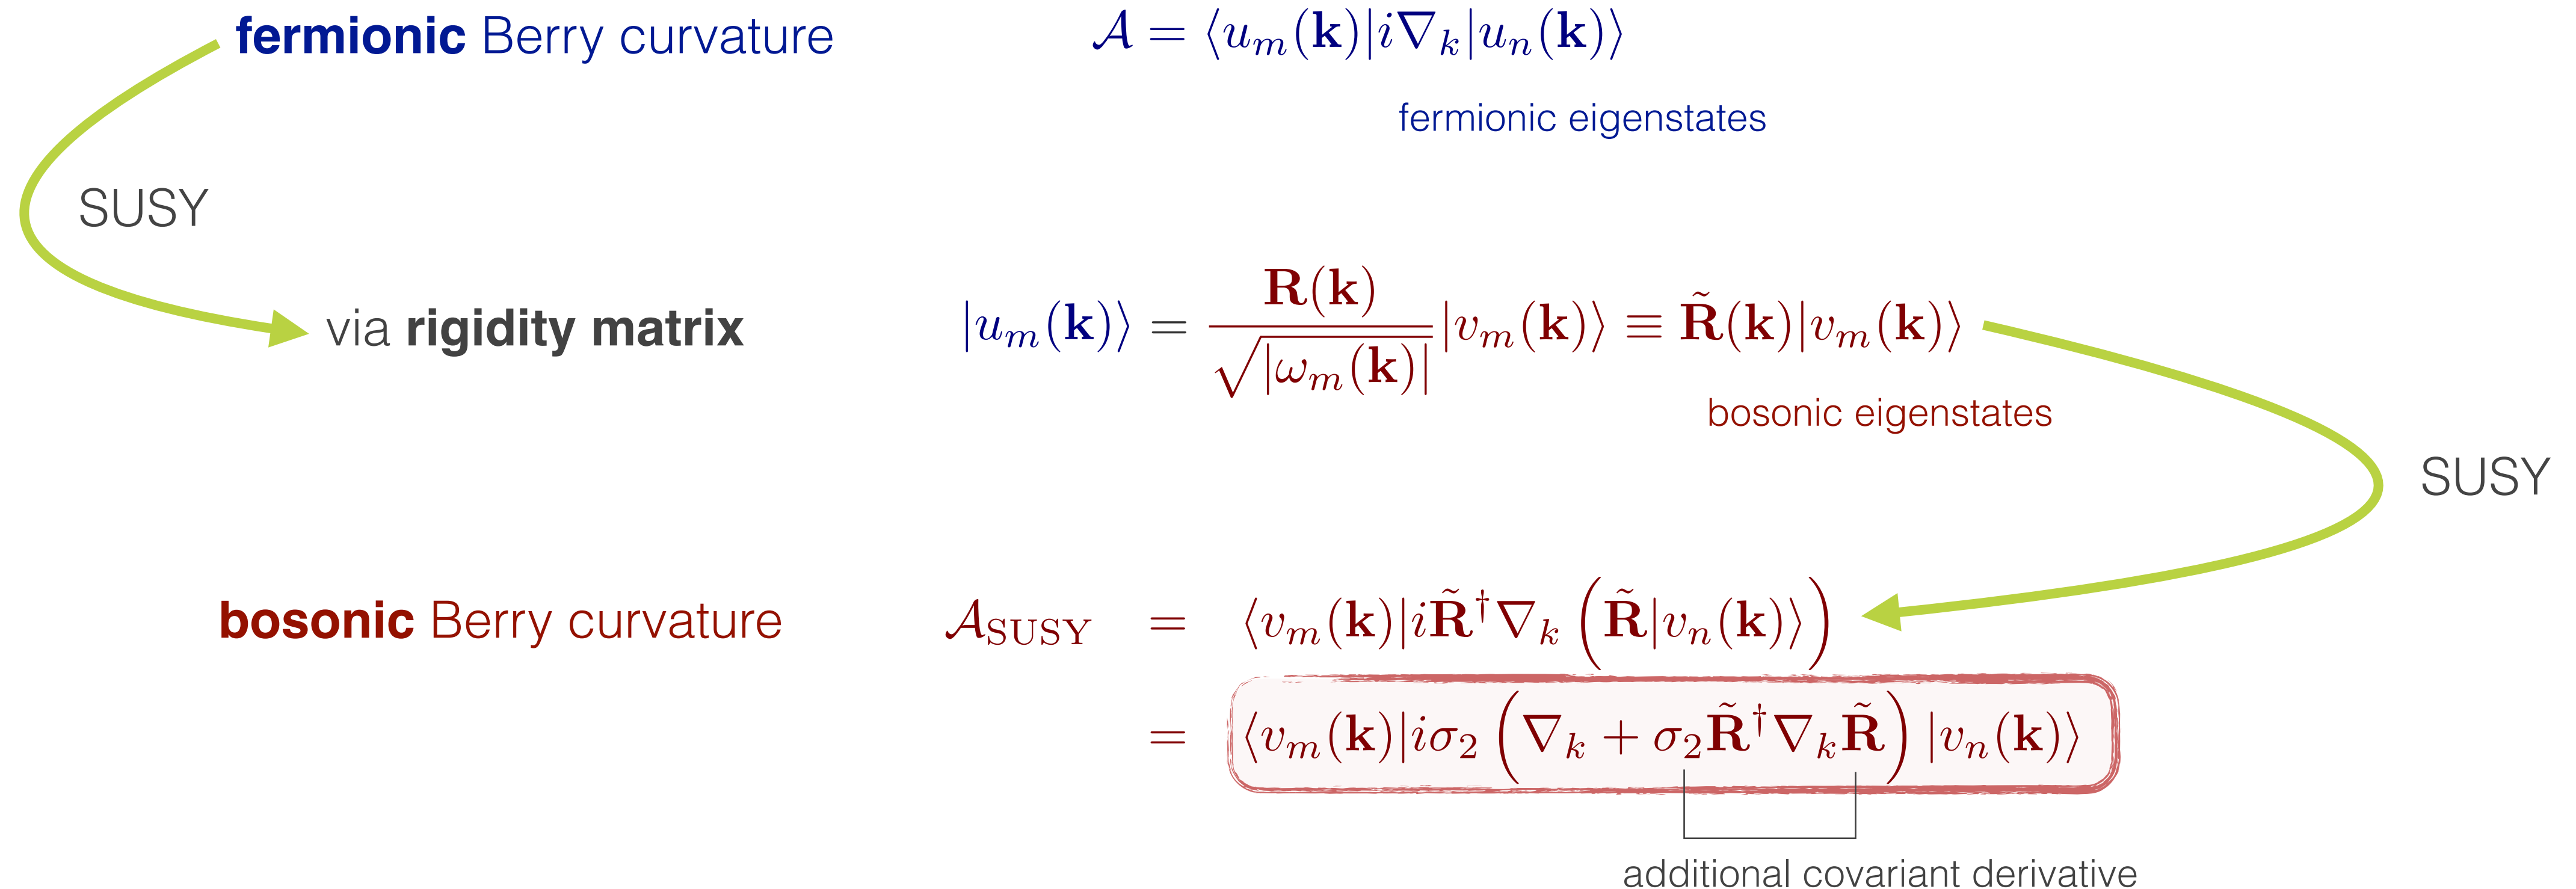 fermionic Berry curvature
𝒜 = ⟨u_m(𝐤)|i∇_k|u_n(𝐤)⟩
fermionic eigenstates
SUSY
via rigidity matrix
|u_m(𝐤)⟩ = 𝐑(𝐤)/√|ω_m(𝐤)| |v_m(𝐤)⟩ ≡ 𝐑̃(𝐤)|v_m(𝐤)⟩
bosonic eigenstates
SUSY
bosonic Berry curvature
𝒜_SUSY = ⟨v_m(𝐤)|i𝐑̃^†∇_k (𝐑̃|v_n(𝐤)⟩)
= ⟨v_m(𝐤)|iσ_2 (∇_k + σ_2𝐑̃^†∇_k𝐑̃) |v_n(𝐤)⟩
additional covariant derivative